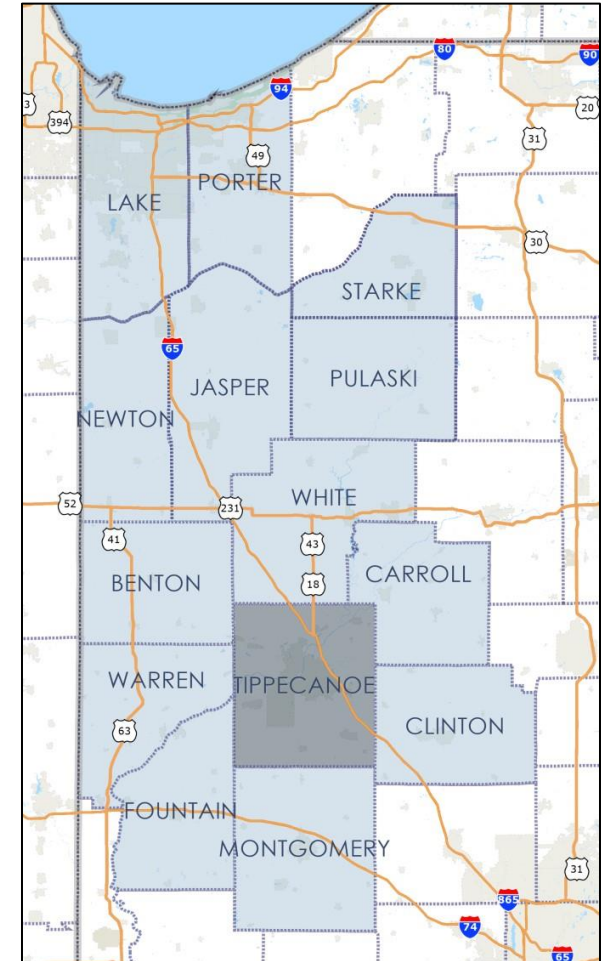 80
90
94
3
394
20
31
49
PORTER
LAKE
30
STARKE
65
PULASKI
JASPER
NEWTON
WHITE
52
231
41
43
CARROLL
BENTON
18
WARREN
TIPPECANOE
CLINTON
63
FOUNTAIN
MONTGOMERY
31
865
74
65